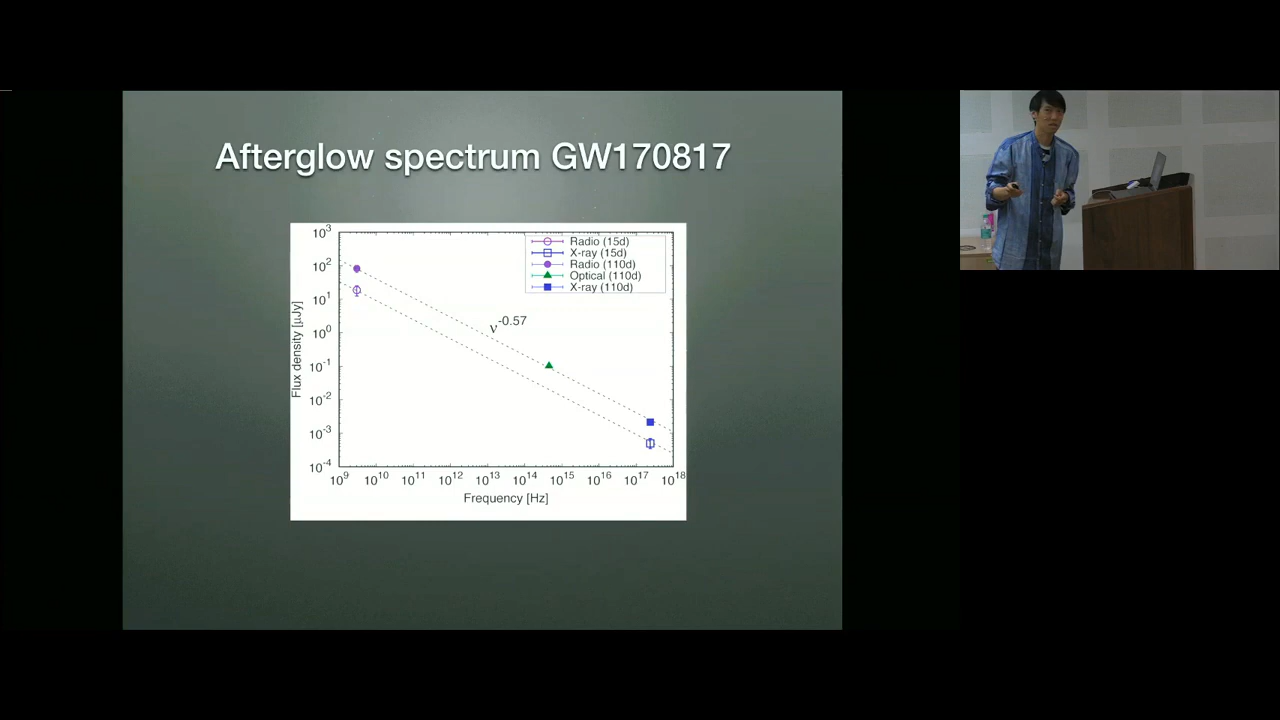 Afterglow spectrum GW170817
10^3
10^2
10^1
10^0
10^-1
10^-2
10^-3
10^-4
Flux density [μJy]
Radio (15d)
X-ray (15d)
Radio (110d)
Optical (110d)
X-ray (110d)
ν^-0.57
10^9 10^10 10^11 10^12 10^13 10^14 10^15 10^16 10^17 10^18
Frequency [Hz]